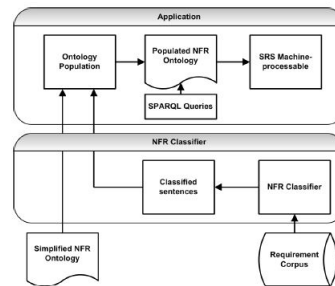 Application
Ontology
Population
Populated NFR
Ontology
SRS Machine-
processable
SPARQL Queries
NFR Classifier
Classified
sentences
NFR Classifier
Simplified NFR
Ontology
Requirement
Corpus